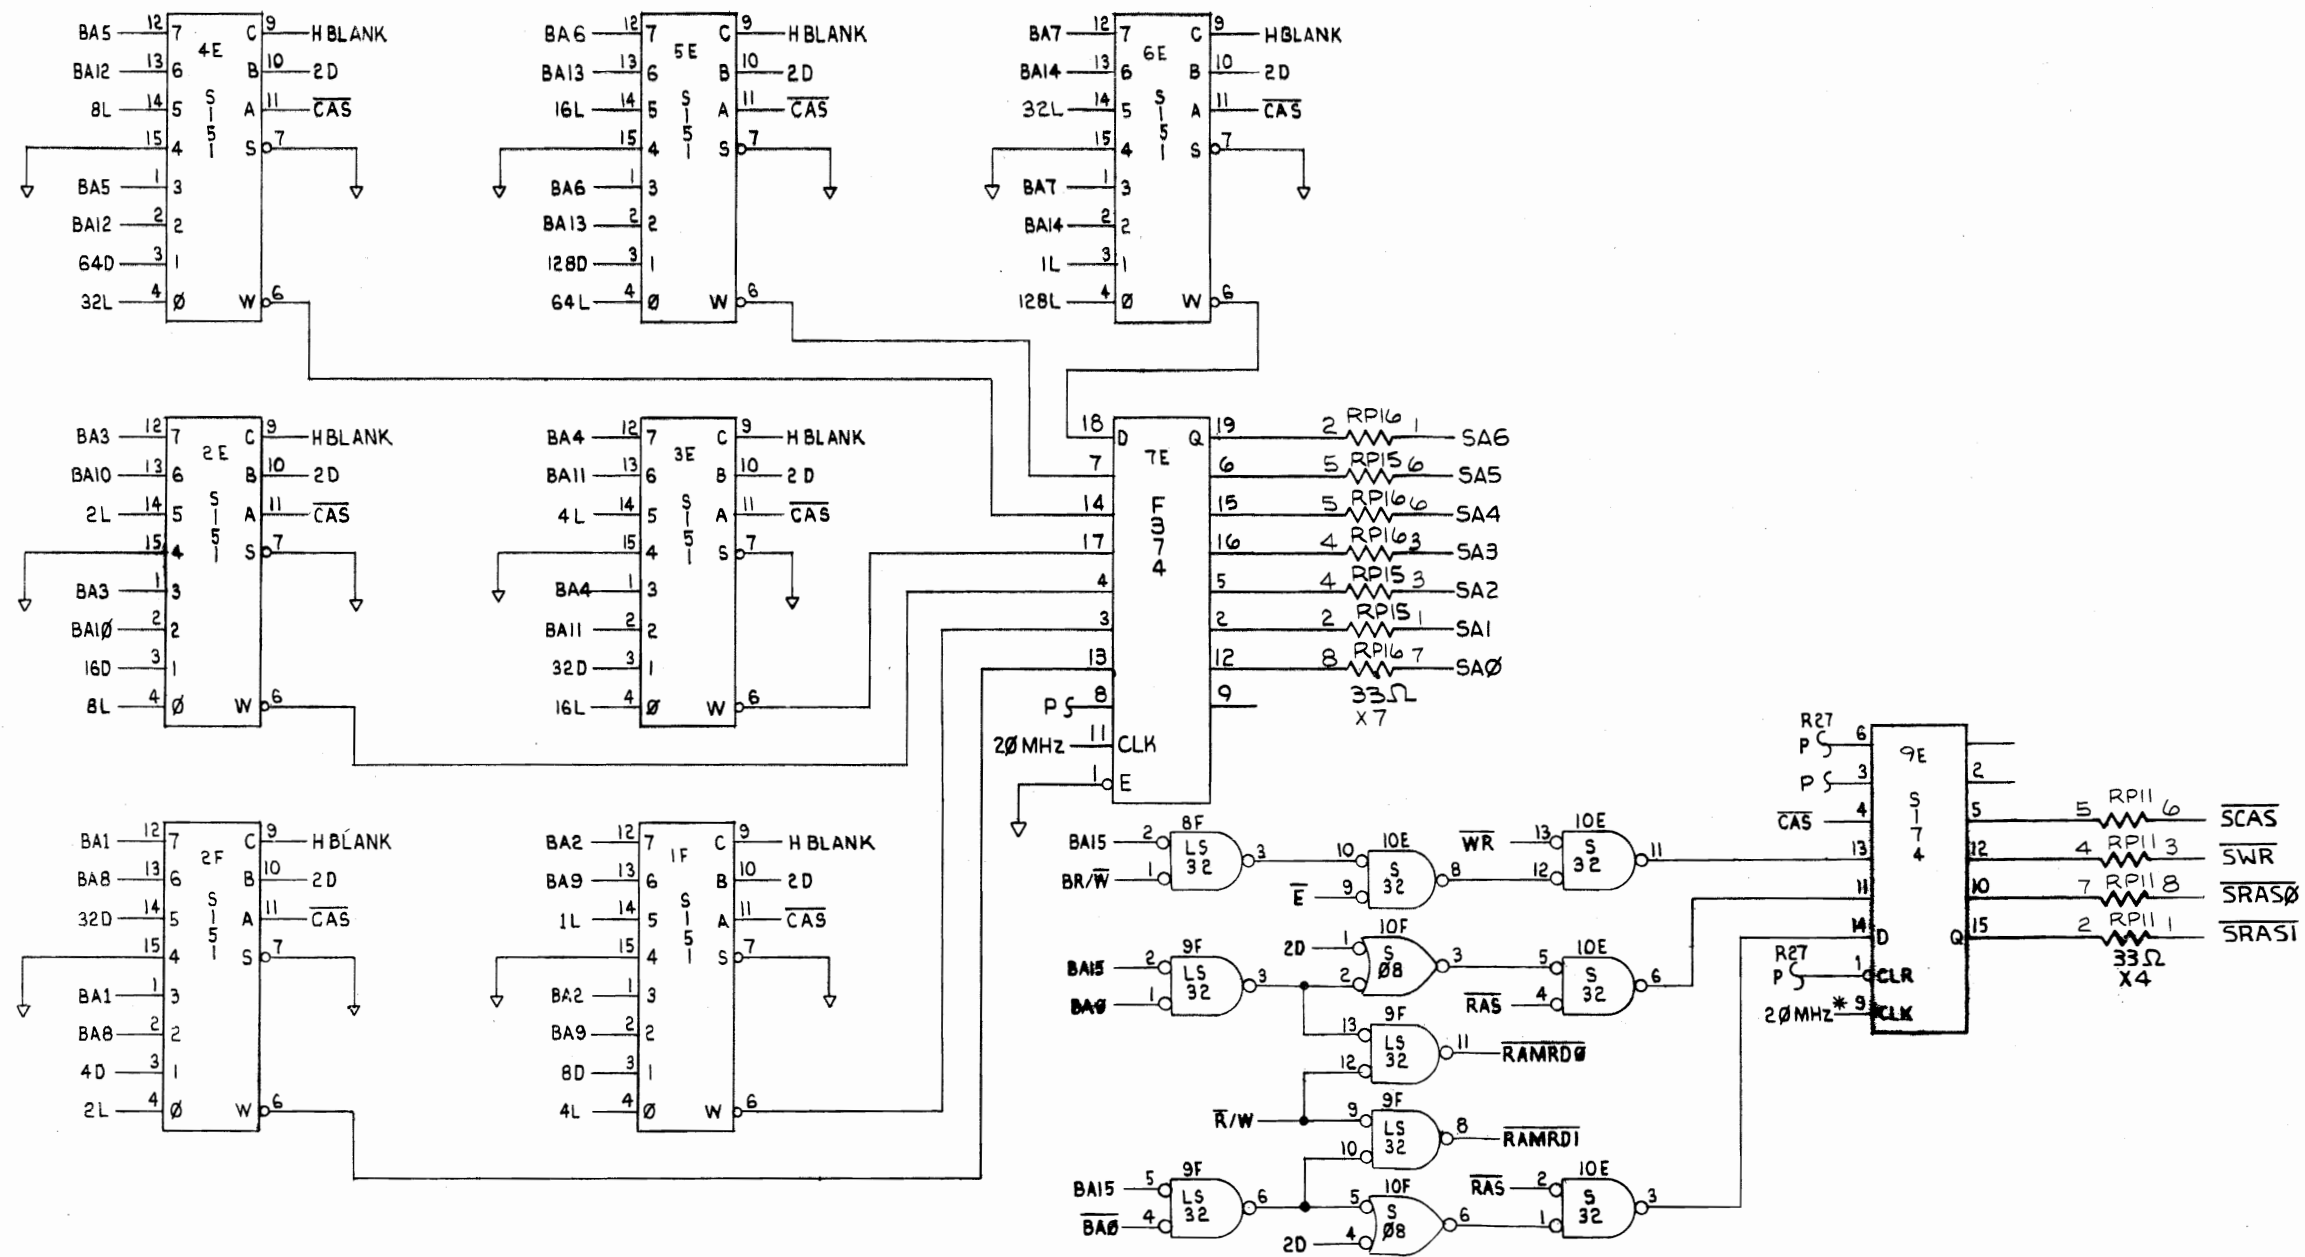 BA5 12 7 4E C 9 HBLANK
BA12 13 6 B 10 2D
8L 14 5 S151 A 11 CAS
15 4 S 7
BA5 1 3
BA12 2 2
64D 3 1
32L 4 Ø W 6
BA6 12 7 5E C 9 HBLANK
BA13 13 6 B 10 2D
16L 14 5 S151 A 11 CAS
15 4 S 7
BA6 1 3
BA13 2 2
128D 3 1
64L 4 Ø W 6
BA7 12 7 6E C 9 HBLANK
BA14 13 6 B 10 2D
32L 14 5 S151 A 11 CAS
15 4 S 7
BA7 1 3
BA14 2 2
1L 3 1
128L 4 Ø W 6
BA3 12 7 2E C 9 HBLANK
BA10 13 6 B 10 2D
2L 14 5 S151 A 11 CAS
15 4 S 7
BA3 1 3
BA1Ø 2 2
16D 3 1
8L 4 Ø W 6
BA4 12 7 3E C 9 HBLANK
BA11 13 6 B 10 2D
4L 14 5 S151 A 11 CAS
15 4 S 7
BA4 1 3
BA11 2 2
32D 3 1
16L 4 Ø W 6
18 D 7E F374 Q 19 2 RP16 1 SA6
7 6 5 RP15 6 SA5
14 15 5 RP16 6 SA4
17 16 4 RP16 3 SA3
4 5 4 RP15 3 SA2
3 2 2 RP15 1 SA1
13 12 8 RP16 7 SAØ
P 8 9 33Ω
X7
2ØMHz 11 CLK
1 E
BA1 12 7 2F C 9 HBLANK
BA8 13 6 B 10 2D
32D 14 5 S151 A 11 CAS
15 4 S 7
BA1 1 3
BA8 2 2
4D 3 1
2L 4 Ø W 6
BA2 12 7 1F C 9 HBLANK
BA9 13 6 B 10 2D
1L 14 5 S151 A 11 CAS
15 4 S 7
BA2 1 3
BA9 2 2
8D 3 1
4L 4 Ø W 6
8F
BA15 2 LS 32 3
BR/W 1
10E
10 S 32 8
E 9
10E
WR 13 S 32 11
12
9F
BA15 2 LS 32 3
BAØ 1
10F
2D 1 S Ø8 3
2
10E
5 S 32 6
RAS 4
9F
13 LS 32 11 RAMRDØ
12
R/W
9F
9 LS 32 8 RAMRD1
10
9F
BA15 5 LS 32 6
BAØ 4
10F
5 S Ø8 6
2D 4
10E
RAS 2 S 32 3
1
R27
P 6 9E S174
P 3 2
CAS 4 5 5 RP11 6 SCAS
13 12 4 RP11 3 SWR
11 10 7 RP11 8 SRASØ
14 D Q 15 2 RP11 1 SRAS1
R27
P 1 CLR 33Ω
X4
2ØMHz * 9 CLK